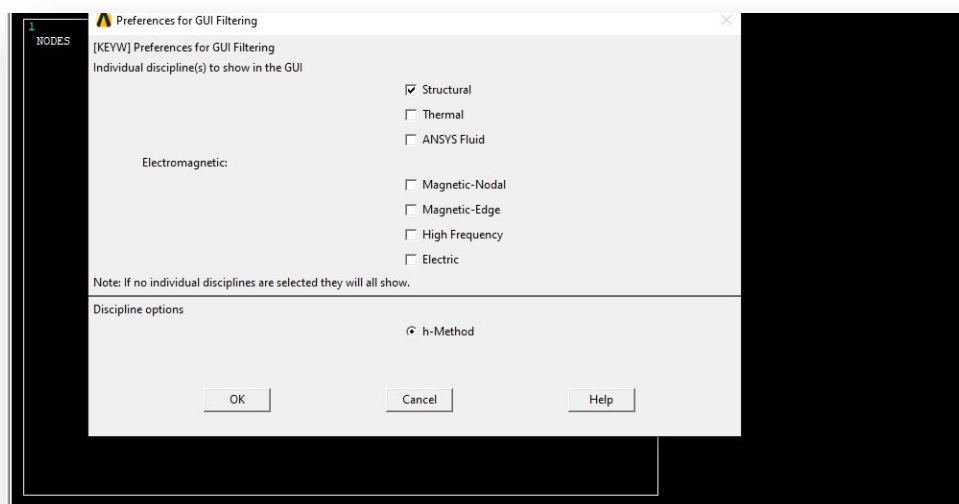 Preferences for GUI Filtering
1
NODES
[KEYW] Preferences for GUI Filtering
Individual discipline(s) to show in the GUI
Structural
Thermal
ANSYS Fluid
Electromagnetic:
Magnetic-Nodal
Magnetic-Edge
High Frequency
Electric
Note: If no individual disciplines are selected they will all show.
Discipline options
h-Method
OK Cancel Help